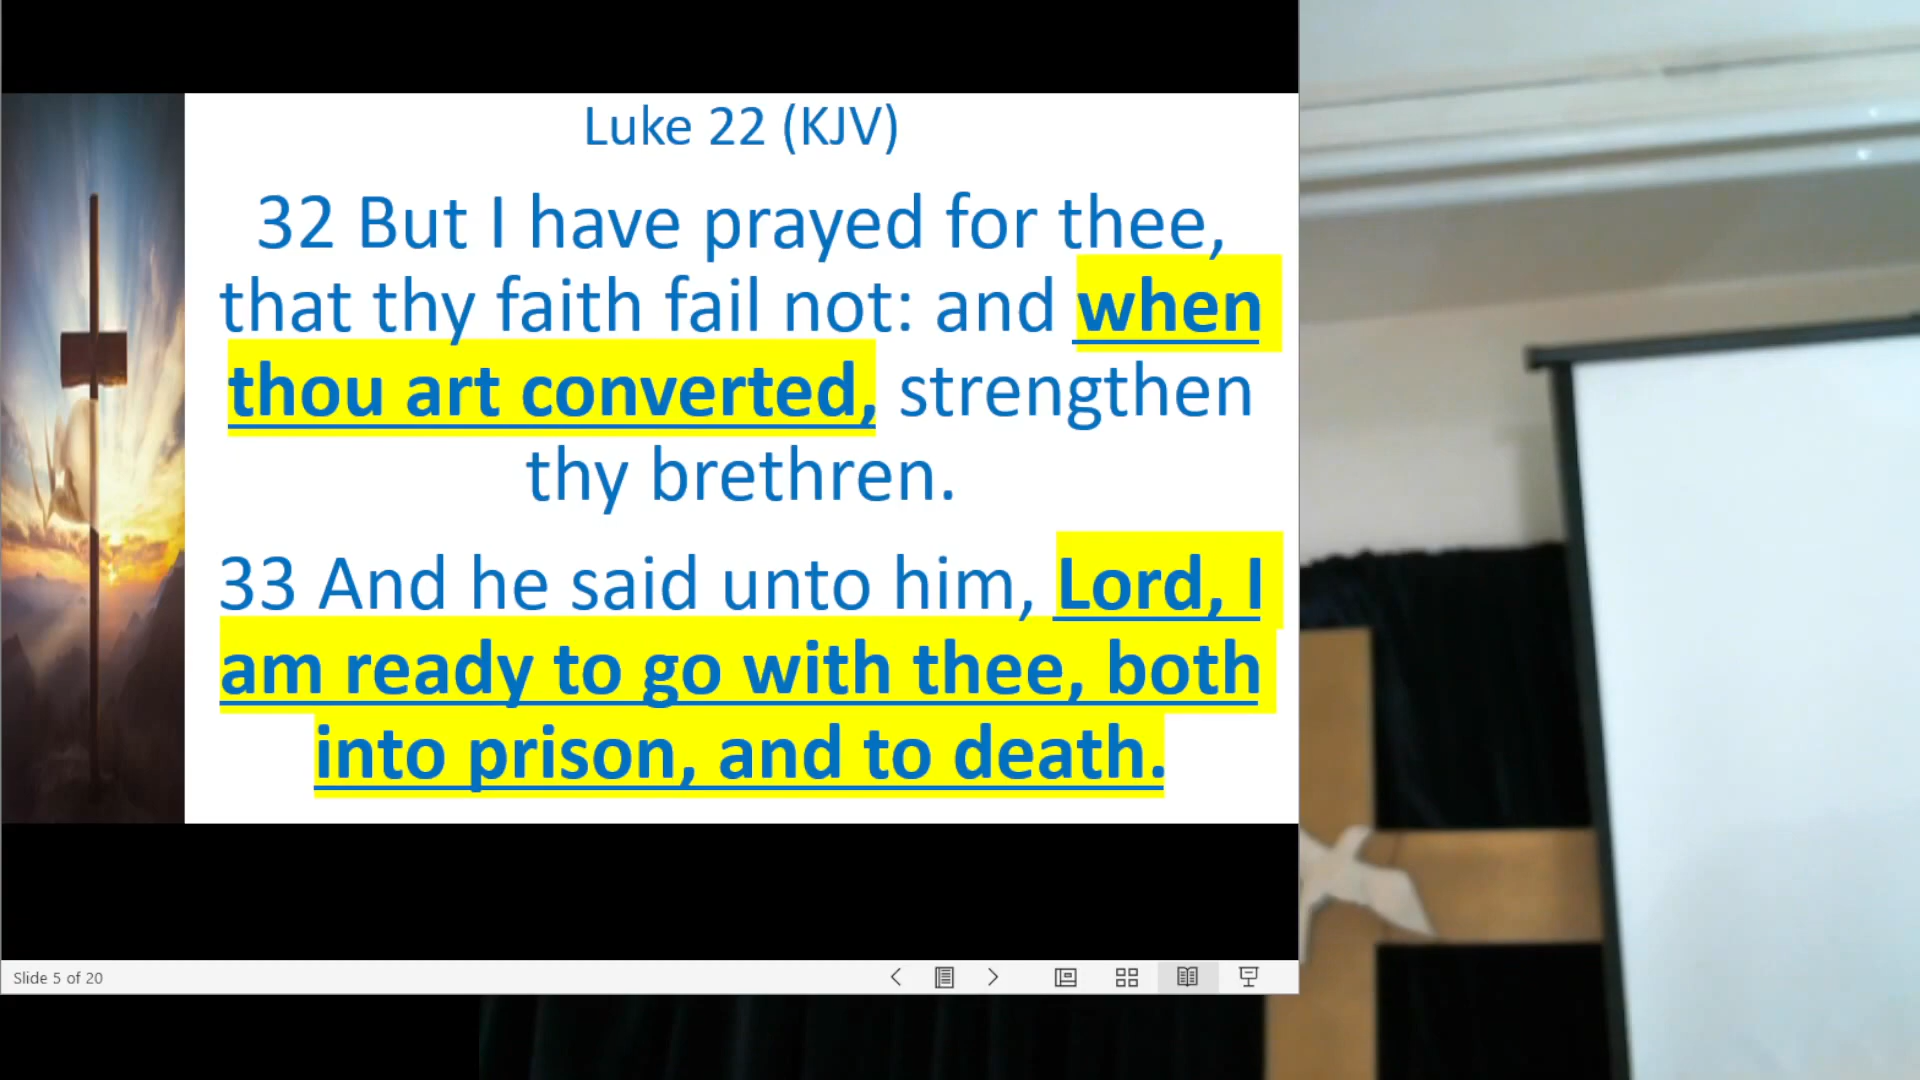 Luke 22 (KJV)
32 But I have prayed for thee,
that thy faith fail not: and when
thou art converted, strengthen
thy brethren.
33 And he said unto him, Lord, I
am ready to go with thee, both
into prison, and to death.
Slide 5 of 20